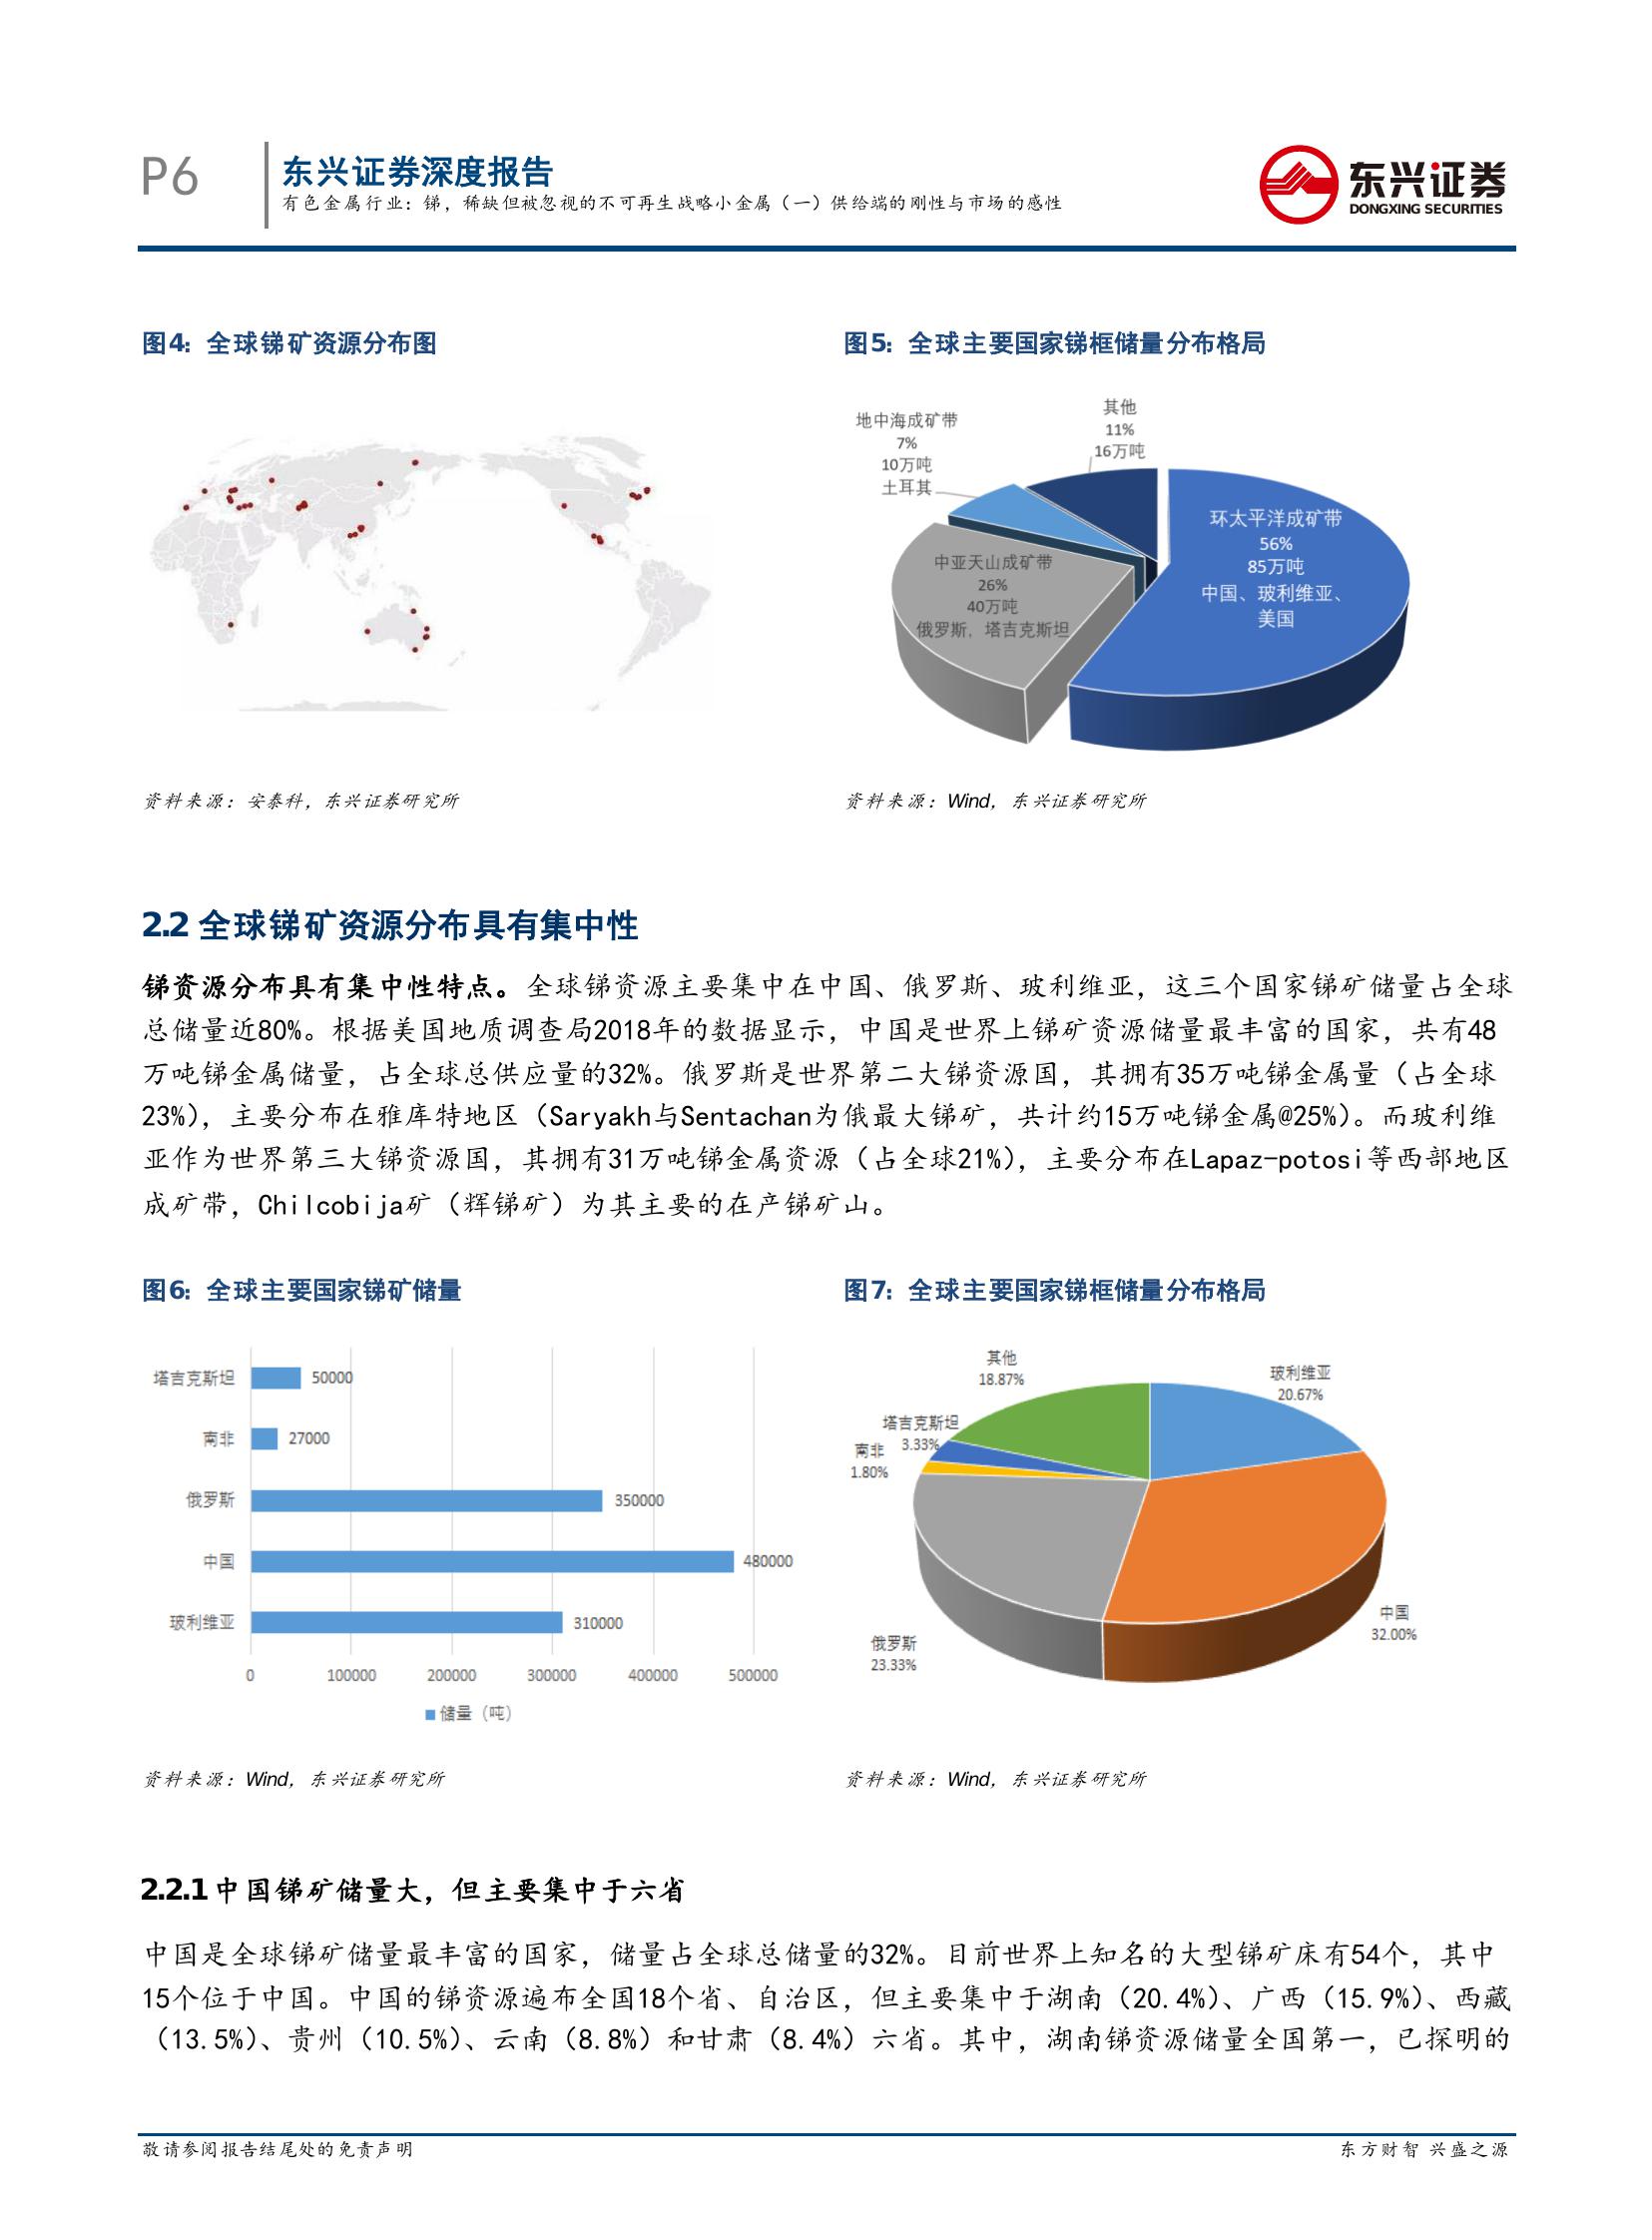 P6
东兴证券深度报告
有色金属行业：锑，稀缺但被忽视的不可再生战略小金属（一）供给端的刚性与市场的感性
东兴证券
DONGXING SECURITIES
图4：全球锑矿资源分布图
图5：全球主要国家锑框储量分布格局
地中海成矿带
7%
10万吨
土耳其
其他
11%
16万吨
环太平洋成矿带
56%
85万吨
中国、玻利维亚、
美国
中亚天山成矿带
26%
40万吨
俄罗斯，塔吉克斯坦
资料来源：安泰科，东兴证券研究所
资料来源：Wind，东兴证券研究所
2.2 全球锑矿资源分布具有集中性
锑资源分布具有集中性特点。全球锑资源主要集中在中国、俄罗斯、玻利维亚，这三个国家锑矿储量占全球
总储量近80%。根据美国地质调查局2018年的数据显示，中国是世界上锑矿资源储量最丰富的国家，共有48
万吨锑金属储量，占全球总供应量的32%。俄罗斯是世界第二大锑资源国，其拥有35万吨锑金属量（占全球
23%），主要分布在雅库特地区（Saryakh与Sentachan为俄最大锑矿，共计约15万吨锑金属@25%）。而玻利维
亚作为世界第三大锑资源国，其拥有31万吨锑金属资源（占全球21%），主要分布在Lapaz-potosi等西部地区
成矿带，Chilcobija矿（辉锑矿）为其主要的在产锑矿山。
图6：全球主要国家锑矿储量
图7：全球主要国家锑框储量分布格局
塔吉克斯坦
50000
南非
27000
俄罗斯
350000
中国
480000
玻利维亚
310000
0 100000 200000 300000 400000 500000
储量（吨）
其他
18.87%
玻利维亚
20.67%
塔吉克斯坦
3.33%
南非
1.80%
中国
32.00%
俄罗斯
23.33%
资料来源：Wind，东兴证券研究所
资料来源：Wind，东兴证券研究所
2.2.1 中国锑矿储量大，但主要集中于六省
中国是全球锑矿储量最丰富的国家，储量占全球总储量的32%。目前世界上知名的大型锑矿床有54个，其中
15个位于中国。中国的锑资源遍布全国18个省、自治区，但主要集中于湖南（20.4%）、广西（15.9%）、西藏
（13.5%）、贵州（10.5%）、云南（8.8%）和甘肃（8.4%）六省。其中，湖南锑资源储量全国第一，已探明的
敬请参阅报告结尾处的免责声明
东方财智 兴盛之源